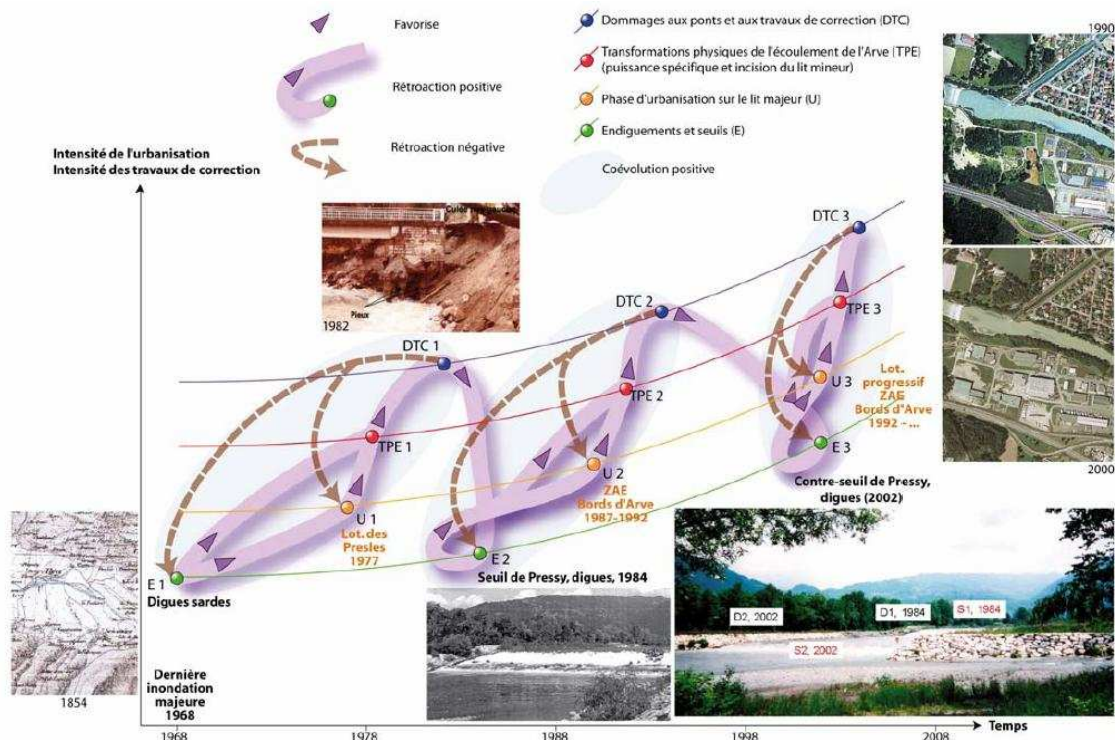 Favorise
Rétroaction positive
Rétroaction négative
Dommages aux ponts et aux travaux de correction (DTC)
Transformations physiques de l'écoulement de l'Arve (TPE)
(puissance spécifique et incision du lit mineur)
Phase d'urbanisation sur le lit majeur (U)
Endiguements et seuils (E)
Coévolution positive
1990
Intensité de l'urbanisation
Intensité des travaux de correction
Pieux
1982
DTC 1
DTC 2
DTC 3
TPE 1
TPE 2
TPE 3
U 1
Lot. des
Presles
1977
U 2
ZAE
Bords d'Arve
1987-1992
U 3
Lot.
progressif
ZAE
Bords d'Arve
1992 - ...
E 1
Digues sardes
E 2
Seuil de Pressy, digues, 1984
E 3
Contre-seuil de Pressy,
digues (2002)
2000
D2, 2002
D1, 1984
S1, 1984
S2, 2002
1854
Dernière
inondation
majeure
1968
Temps
1968
1978
1988
1998
2008